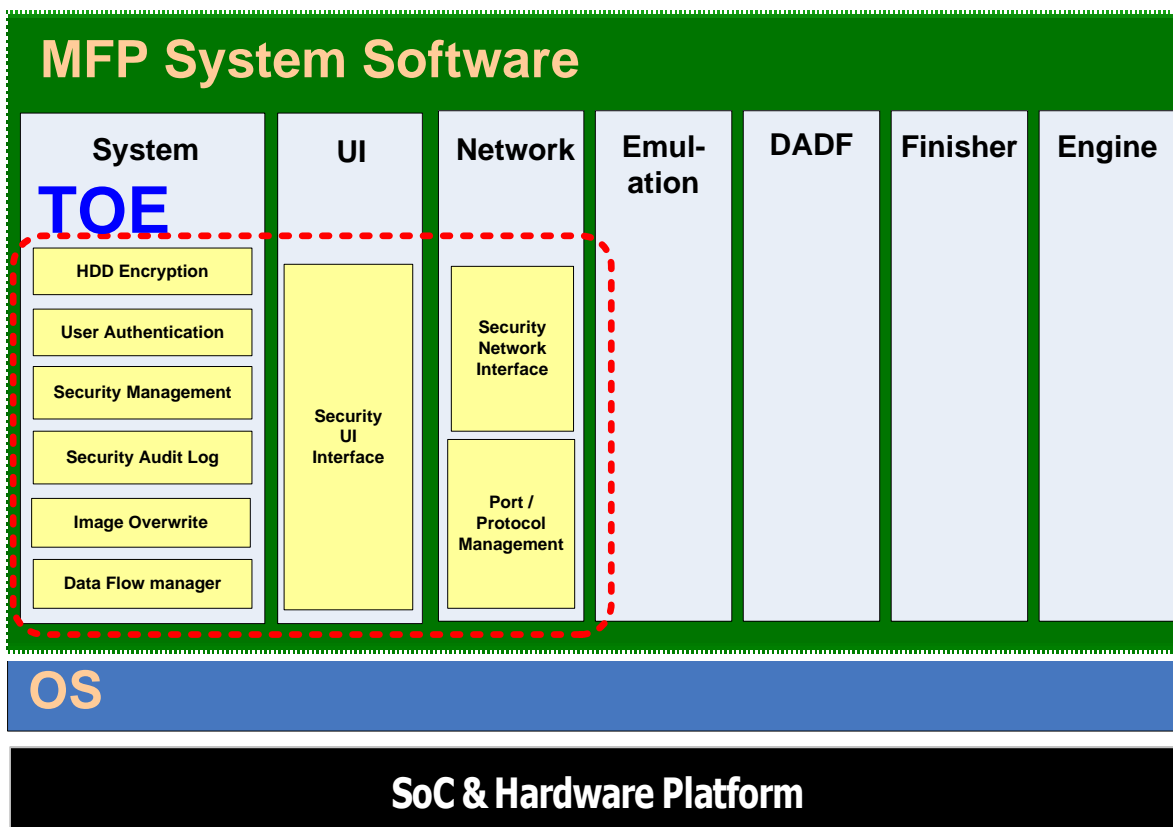 MFP System Software
System
TOE
HDD Encryption
User Authentication
Security Management
Security Audit Log
Image Overwrite
Data Flow manager
UI
Security
UI
Interface
Network
Security
Network
Interface
Port /
Protocol
Management
Emul-
ation
DADF
Finisher
Engine
OS
SoC & Hardware Platform